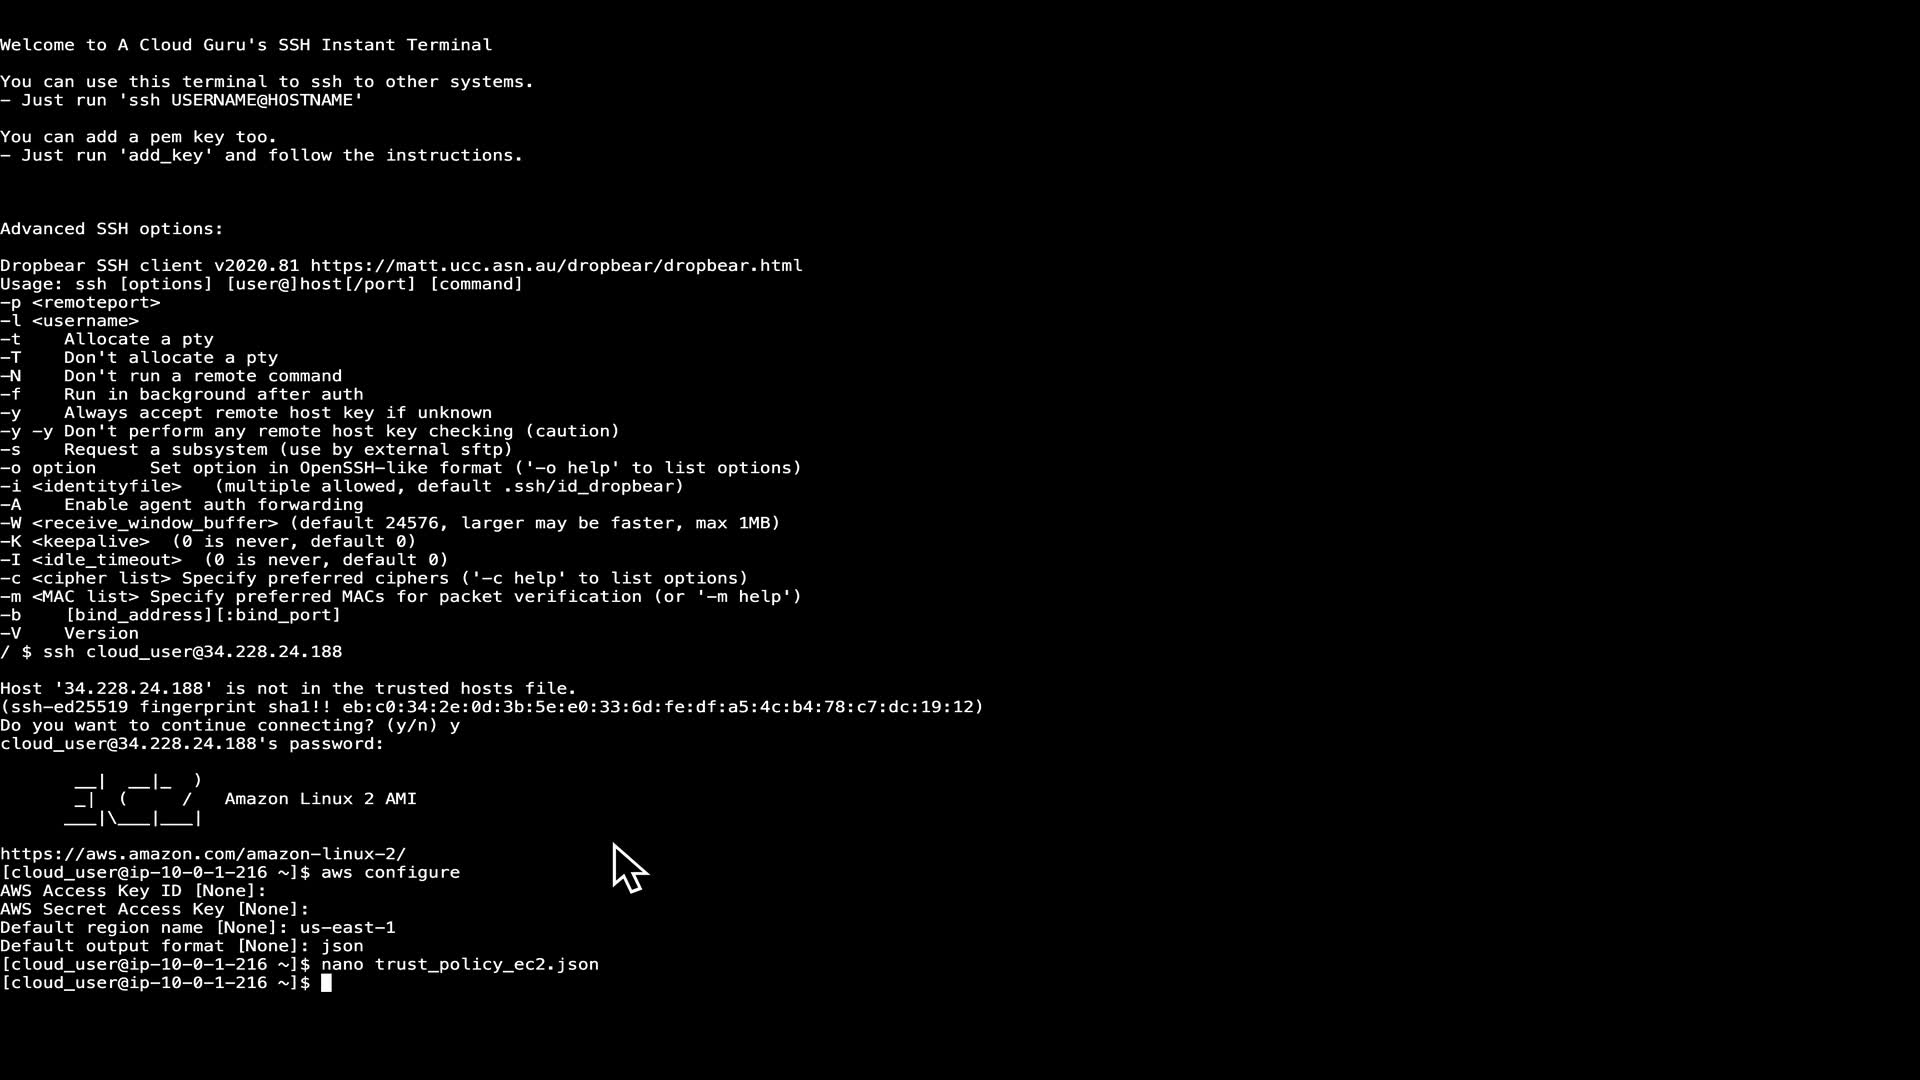 Welcome to A Cloud Guru's SSH Instant Terminal
You can use this terminal to ssh to other systems.
– Just run 'ssh USERNAME@HOSTNAME'
You can add a pem key too.
– Just run 'add_key' and follow the instructions.
Advanced SSH options:
Dropbear SSH client v2020.81 https://matt.ucc.asn.au/dropbear/dropbear.html
Usage: ssh [options] [user@]host[/port] [command]
-p <remoteport>
-l <username>
-t    Allocate a pty
-T    Don't allocate a pty
-N    Don't run a remote command
-f    Run in background after auth
-y    Always accept remote host key if unknown
-y -y Don't perform any remote host key checking (caution)
-s    Request a subsystem (use by external sftp)
-o option     Set option in OpenSSH-like format ('-o help' to list options)
-i <identityfile>   (multiple allowed, default .ssh/id_dropbear)
-A    Enable agent auth forwarding
-W <receive_window_buffer> (default 24576, larger may be faster, max 1MB)
-K <keepalive>  (0 is never, default 0)
-I <idle_timeout>  (0 is never, default 0)
-c <cipher list> Specify preferred ciphers ('-c help' to list options)
-m <MAC list> Specify preferred MACs for packet verification (or '-m help')
-b    [bind_address][:bind_port]
-V    Version
/ $ ssh cloud_user@34.228.24.188
Host '34.228.24.188' is not in the trusted hosts file.
(ssh-ed25519 fingerprint sha1!! eb:c0:34:2e:0d:3b:5e:e0:33:6d:fe:df:a5:4c:b4:78:c7:dc:19:12)
Do you want to continue connecting? (y/n) y
cloud_user@34.228.24.188's password:
       __|  __|_  )
       _|  (     /   Amazon Linux 2 AMI
      ___|\___|___|
https://aws.amazon.com/amazon-linux-2/
[cloud_user@ip-10-0-1-216 ~]$ aws configure
AWS Access Key ID [None]:
AWS Secret Access Key [None]:
Default region name [None]: us-east-1
Default output format [None]: json
[cloud_user@ip-10-0-1-216 ~]$ nano trust_policy_ec2.json
[cloud_user@ip-10-0-1-216 ~]$